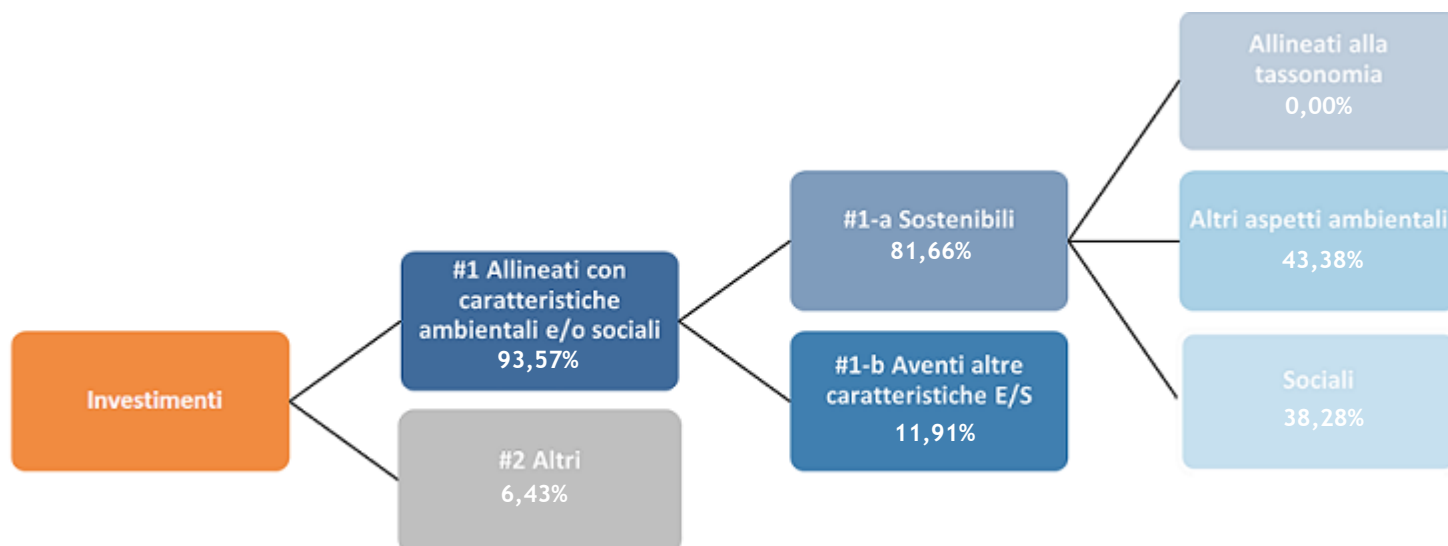 Investimenti
#1 Allineati con
caratteristiche
ambientali e/o sociali
93,57%
#2 Altri
6,43%
#1-a Sostenibili
81,66%
#1-b Aventi altre
caratteristiche E/S
11,91%
Allineati alla
tassonomia
0,00%
Altri aspetti ambientali
43,38%
Sociali
38,28%